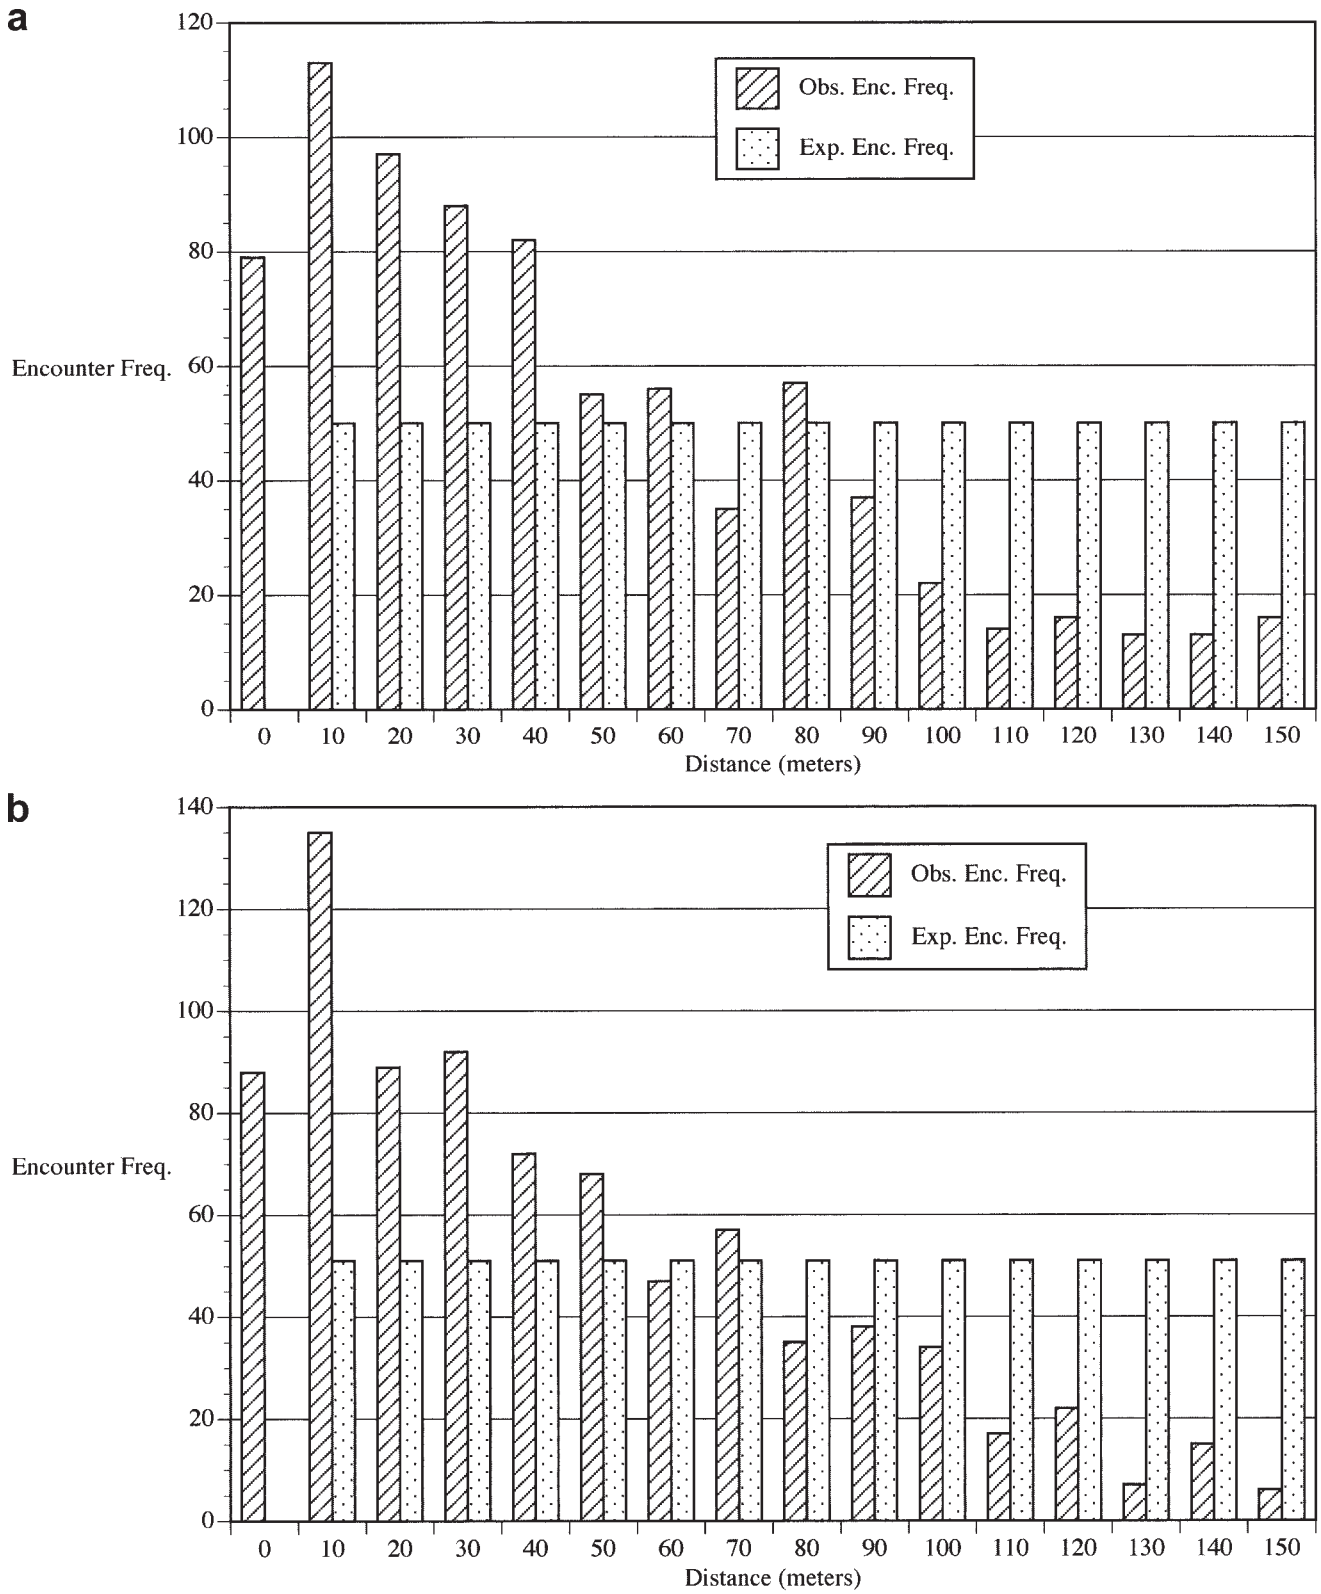 a
120
Obs. Enc. Freq.
100
Exp. Enc. Freq.
80
Encounter Freq. 60
40
20
0
0 10 20 30 40 50 60 70 80 90 100 110 120 130 140 150
Distance (meters)
b
140
Obs. Enc. Freq.
120
Exp. Enc. Freq.
100
80
Encounter Freq.
60
40
20
0
0 10 20 30 40 50 60 70 80 90 100 110 120 130 140 150
Distance (meters)